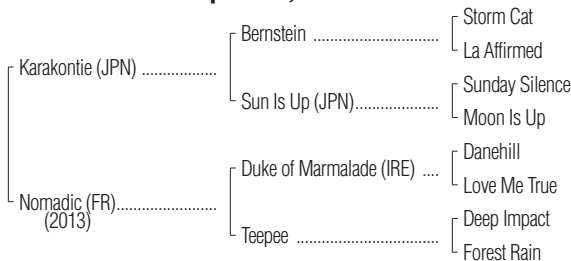 Storm Cat
Bernstein ..................................
La Affirmed
Karakontie (JPN) ..................
Sunday Silence
Sun Is Up (JPN)........................
Moon Is Up
Danehill
Duke of Marmalade (IRE) ....
Love Me True
Nomadic (FR).......................
(2013)
Deep Impact
Teepee ......................................
Forest Rain